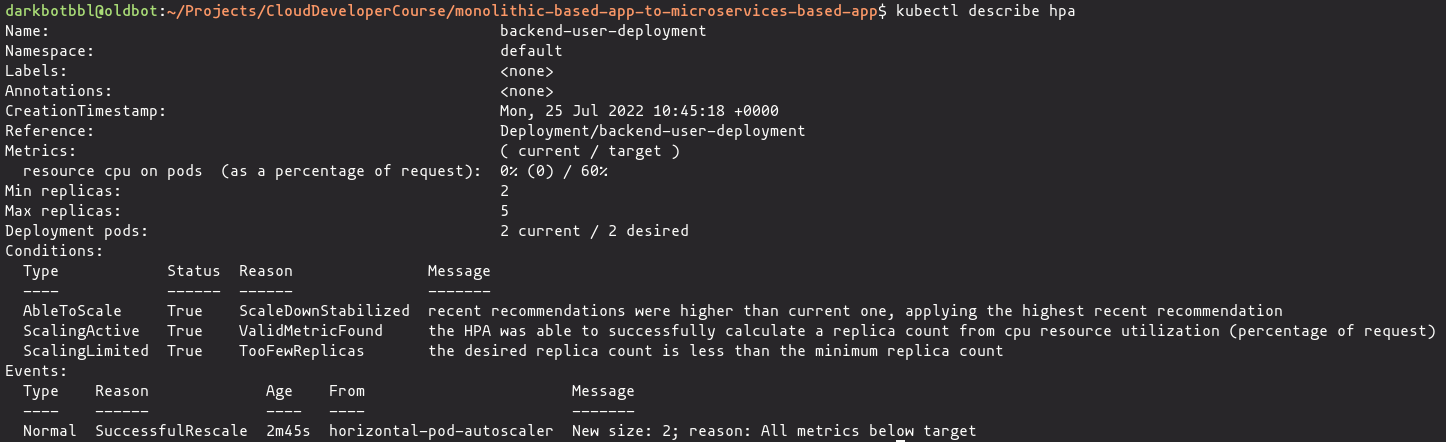 darkbotbbl@oldbot:~/Projects/CloudDeveloperCourse/monolithic-based-app-to-microservices-based-app$ kubectl describe hpa
Name:                                                  backend-user-deployment
Namespace:                                             default
Labels:                                                <none>
Annotations:                                           <none>
CreationTimestamp:                                     Mon, 25 Jul 2022 10:45:18 +0000
Reference:                                             Deployment/backend-user-deployment
Metrics:                                               ( current / target )
  resource cpu on pods  (as a percentage of request):  0% (0) / 60%
Min replicas:                                          2
Max replicas:                                          5
Deployment pods:                                       2 current / 2 desired
Conditions:
  Type            Status  Reason               Message
  ----            ------  ------               -------
  AbleToScale     True    ScaleDownStabilized  recent recommendations were higher than current one, applying the highest recent recommendation
  ScalingActive   True    ValidMetricFound     the HPA was able to successfully calculate a replica count from cpu resource utilization (percentage of request)
  ScalingLimited  True    TooFewReplicas       the desired replica count is less than the minimum replica count
Events:
  Type    Reason             Age    From                       Message
  ----    ------             ----   ----                       -------
  Normal  SuccessfulRescale  2m45s  horizontal-pod-autoscaler  New size: 2; reason: All metrics below target